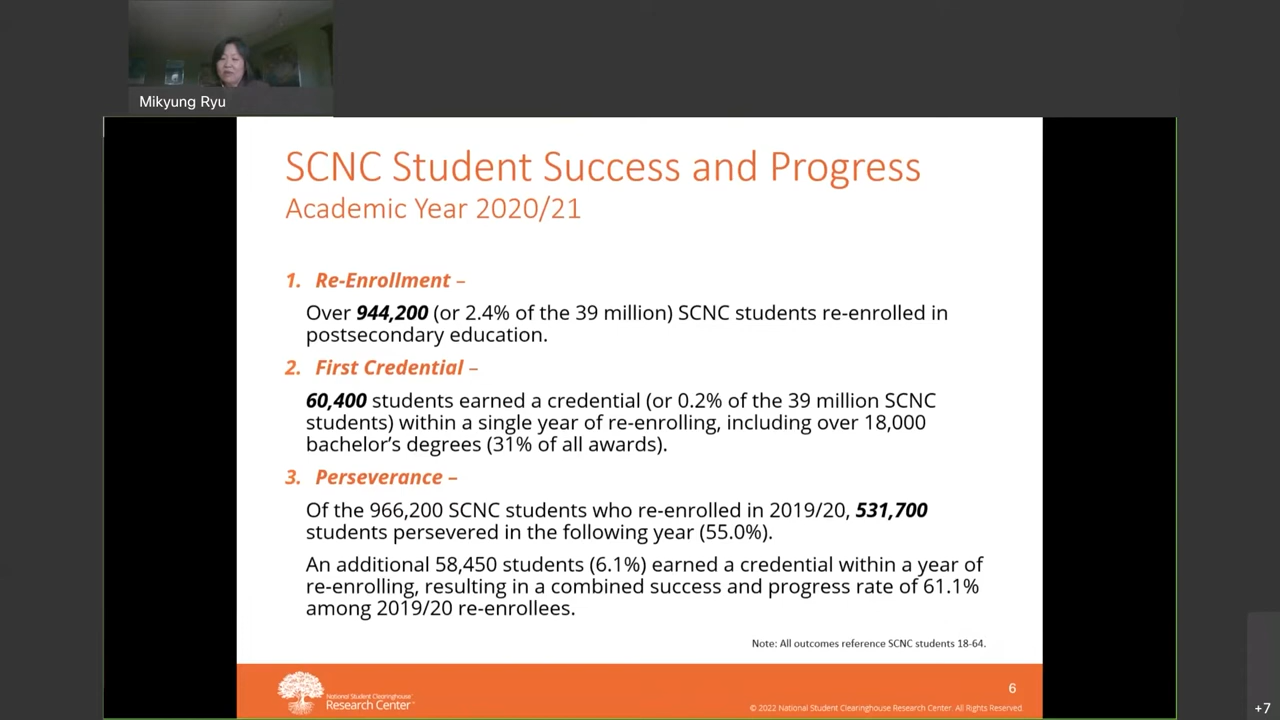 Mikyung Ryu
SCNC Student Success and Progress
Academic Year 2020/21
1. Re-Enrollment –
Over 944,200 (or 2.4% of the 39 million) SCNC students re-enrolled in
postsecondary education.
2. First Credential –
60,400 students earned a credential (or 0.2% of the 39 million SCNC
students) within a single year of re-enrolling, including over 18,000
bachelor's degrees (31% of all awards).
3. Perseverance –
Of the 966,200 SCNC students who re-enrolled in 2019/20, 531,700
students persevered in the following year (55.0%).
An additional 58,450 students (6.1%) earned a credential within a year of
re-enrolling, resulting in a combined success and progress rate of 61.1%
among 2019/20 re-enrollees.
Note: All outcomes reference SCNC students 18-64.
National Student Clearinghouse®
Research Center™
6
© 2022 National Student Clearinghouse Research Center. All Rights Reserved.
+7